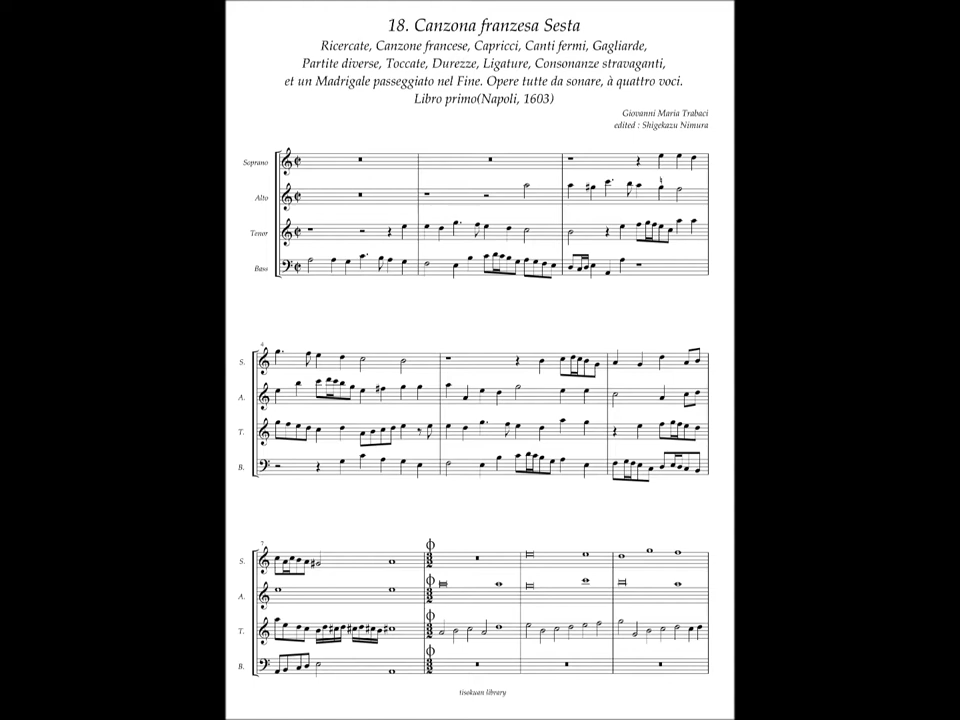 18. Canzona franzesa Sesta
Ricercate, Canzone francese, Capricci, Canti fermi, Gagliarde,
Partite diverse, Toccate, Durezze, Ligature, Consonanze stravaganti,
et un Madrigale passeggiato nel Fine. Opere tutte da sonare, à quattro voci.
Libro primo(Napoli, 1603)
Giovanni Maria Trabaci
edited : Shigekazu Nimura
Soprano
Alto
Tenor
Bass
4
S.
A.
T.
B.
7
S.
A.
T.
B.
tisokuan library